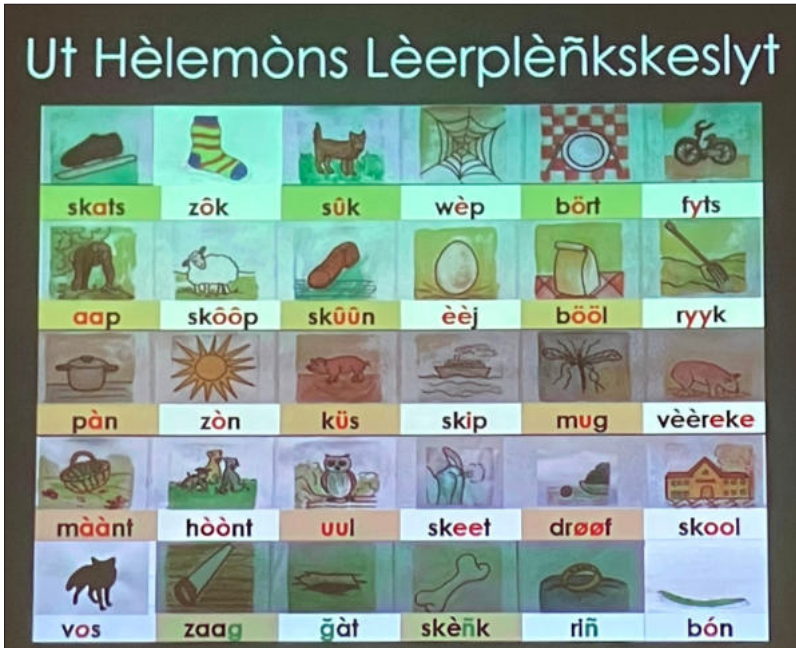 Ut Hèlemòns Lèerplèñkskeslyt
skats zôk sûk wèp bört fyts
aap skôôp skûûn èèj bööl ryyk
pàn zòn küs skip mug vèèreke
màànt hòònt uul skeet drøøf skool
vos zaag g̃àt skèñk riñ bón